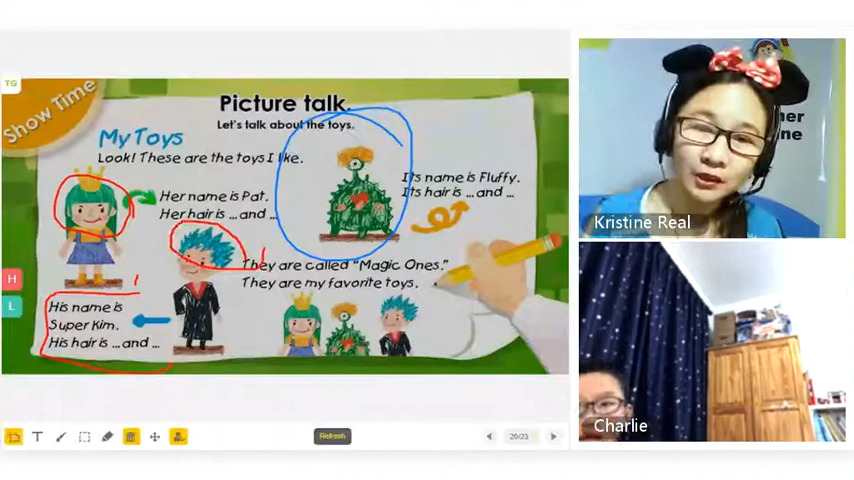 TG
Show Time
Picture talk.
Let's talk about the toys.
My Toys
Look! These are the toys I like.
Her name is Pat.
Her hair is ... and ...
Its name is Fluffy.
Its hair is ... and ...
They are called "Magic Ones."
They are my favorite toys.
His name is
Super Kim.
His hair is ... and ...
H
L
T
Refresh
20/23
Kristine Real
Charlie